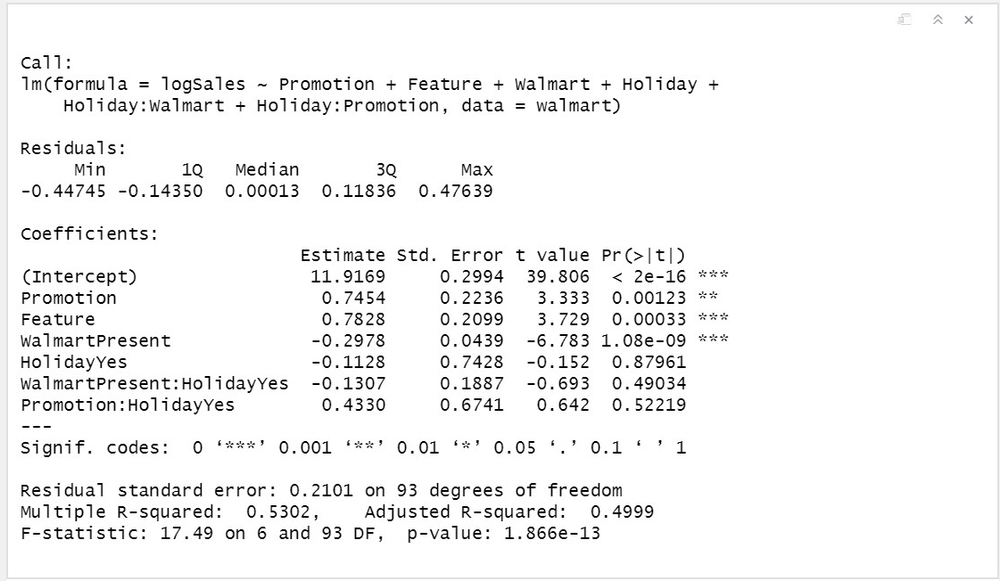 Call:
lm(formula = logSales ~ Promotion + Feature + Walmart + Holiday +
    Holiday:Walmart + Holiday:Promotion, data = walmart)
Residuals:
     Min       1Q   Median       3Q      Max
-0.44745 -0.14350  0.00013  0.11836  0.47639
Coefficients:
                          Estimate Std. Error t value Pr(>|t|)
(Intercept)                11.9169     0.2994  39.806  < 2e-16 ***
Promotion                   0.7454     0.2236   3.333  0.00123 **
Feature                     0.7828     0.2099   3.729  0.00033 ***
WalmartPresent             -0.2978     0.0439  -6.783 1.08e-09 ***
HolidayYes                 -0.1128     0.7428  -0.152  0.87961
WalmartPresent:HolidayYes  -0.1307     0.1887  -0.693  0.49034
Promotion:HolidayYes        0.4330     0.6741   0.642  0.52219
---
Signif. codes:  0 ‘***’ 0.001 ‘**’ 0.01 ‘*’ 0.05 ‘.’ 0.1 ‘ ’ 1
Residual standard error: 0.2101 on 93 degrees of freedom
Multiple R-squared:  0.5302,    Adjusted R-squared:  0.4999
F-statistic: 17.49 on 6 and 93 DF,  p-value: 1.866e-13